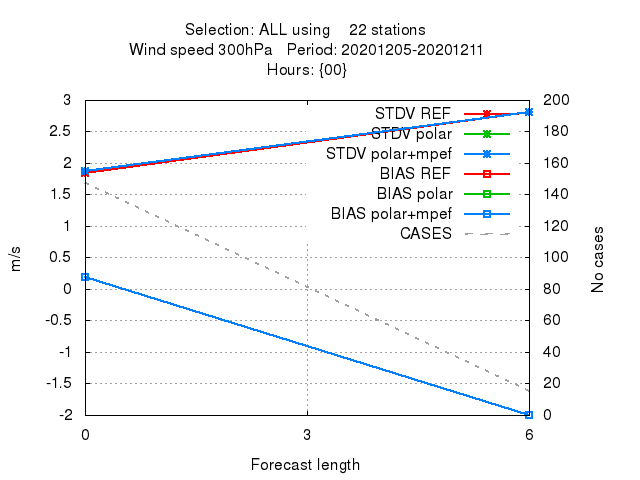 Selection: ALL using    22 stations
Wind speed 300hPa   Period: 20201205-20201211
Hours: {00}
3
2.5
2
1.5
1
0.5
0
-0.5
-1
-1.5
-2
m/s
STDV REF
STDV polar
STDV polar+mpef
BIAS REF
BIAS polar
BIAS polar+mpef
CASES
200
180
160
140
120
100
80
60
40
20
0
No cases
0
3
6
Forecast length